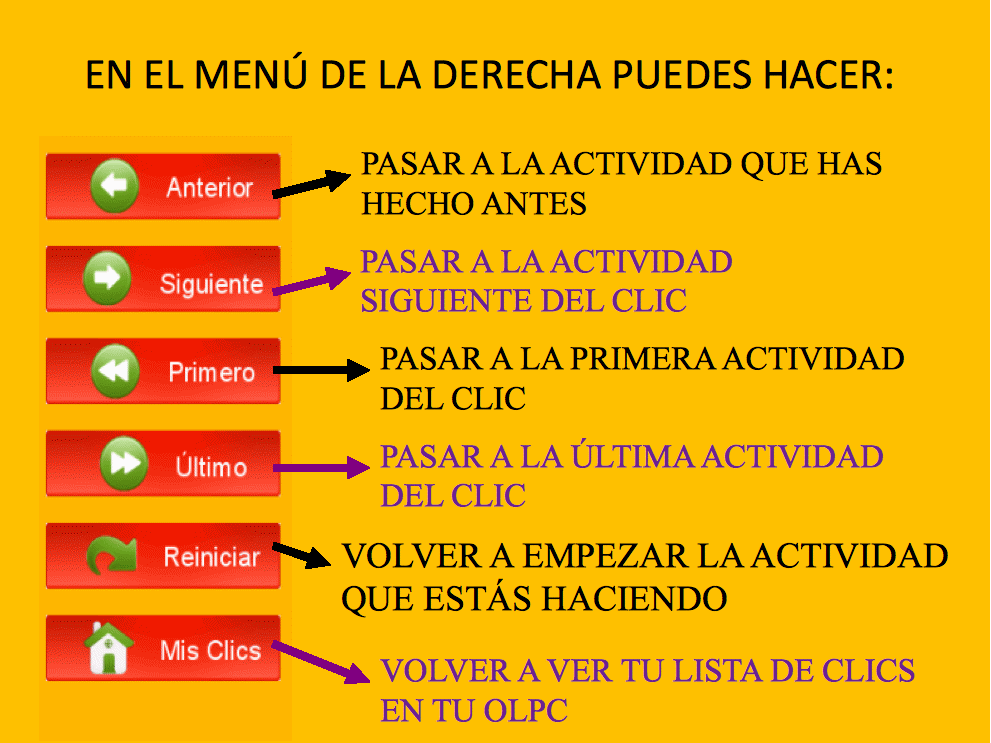 EN EL MENÚ DE LA DERECHA PUEDES HACER:
Anterior
PASAR A LA ACTIVIDAD QUE HAS
HECHO ANTES
Siguiente
PASAR A LA ACTIVIDAD
SIGUIENTE DEL CLIC
Primero
PASAR A LA PRIMERA ACTIVIDAD
DEL CLIC
Último
PASAR A LA ÚLTIMA ACTIVIDAD
DEL CLIC
Reiniciar
VOLVER A EMPEZAR LA ACTIVIDAD
QUE ESTÁS HACIENDO
Mis Clics
VOLVER A VER TU LISTA DE CLICS
EN TU OLPC